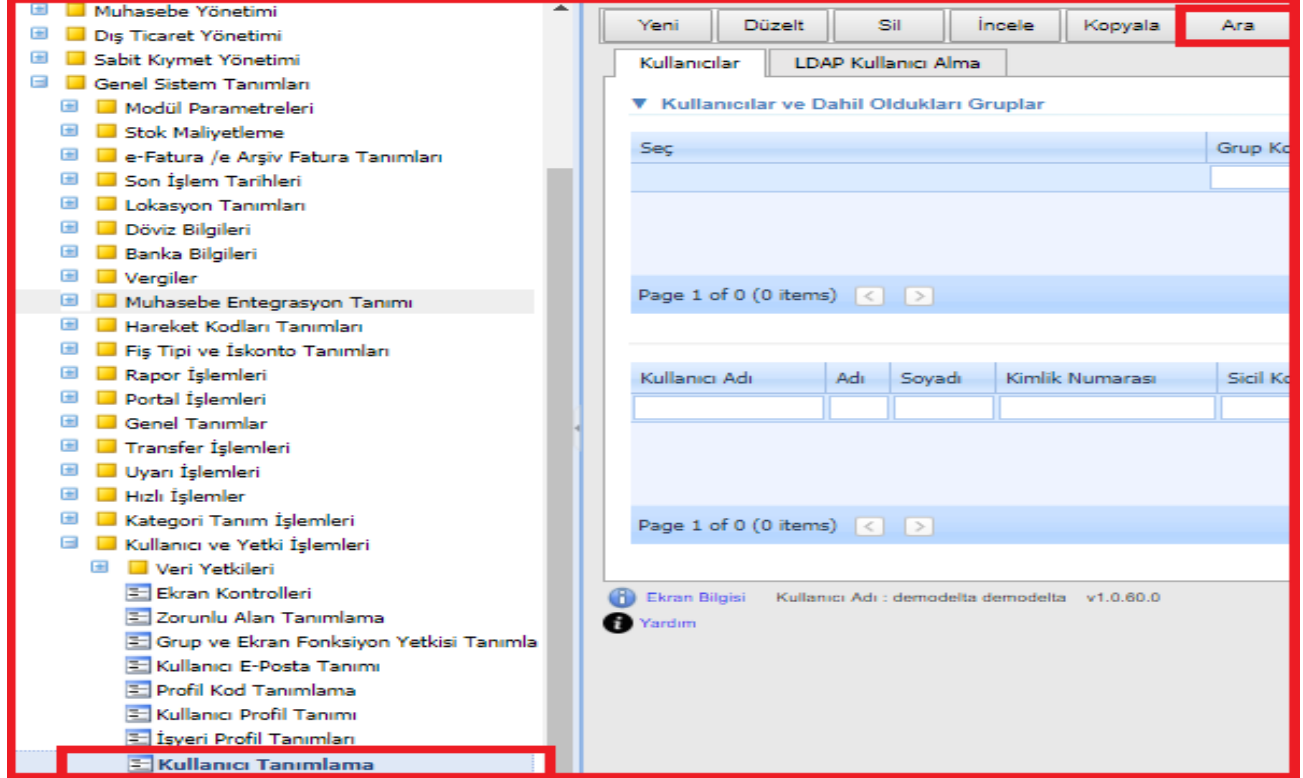 Muhasebe Yönetimi
Dış Ticaret Yönetimi
Sabit Kıymet Yönetimi
Genel Sistem Tanımları
Modül Parametreleri
Stok Maliyetleme
e-Fatura /e Arşiv Fatura Tanımları
Son İşlem Tarihleri
Lokasyon Tanımları
Döviz Bilgileri
Banka Bilgileri
Vergiler
Muhasebe Entegrasyon Tanımı
Hareket Kodları Tanımları
Fiş Tipi ve İskonto Tanımları
Rapor İşlemleri
Portal İşlemleri
Genel Tanımlar
Transfer İşlemleri
Uyarı İşlemleri
Hızlı İşlemler
Kategori Tanım İşlemleri
Kullanıcı ve Yetki İşlemleri
Veri Yetkileri
Ekran Kontrolleri
Zorunlu Alan Tanımlama
Grup ve Ekran Fonksiyon Yetkisi Tanımla
Kullanıcı E-Posta Tanımı
Profil Kod Tanımlama
Kullanıcı Profil Tanımı
İşyeri Profil Tanımları
Kullanıcı Tanımlama
Yeni Düzelt Sil İncele Kopyala Ara
Kullanıcılar LDAP Kullanıcı Alma
Kullanıcılar ve Dahil Oldukları Gruplar
Seç Grup Ko
Page 1 of 0 (0 items) < >
Kullanıcı Adı Adı Soyadı Kimlik Numarası Sicil Ko
Page 1 of 0 (0 items) < >
Ekran Bilgisi Kullanıcı Adı : demodelta demodelta v1.0.60.0
Yardım